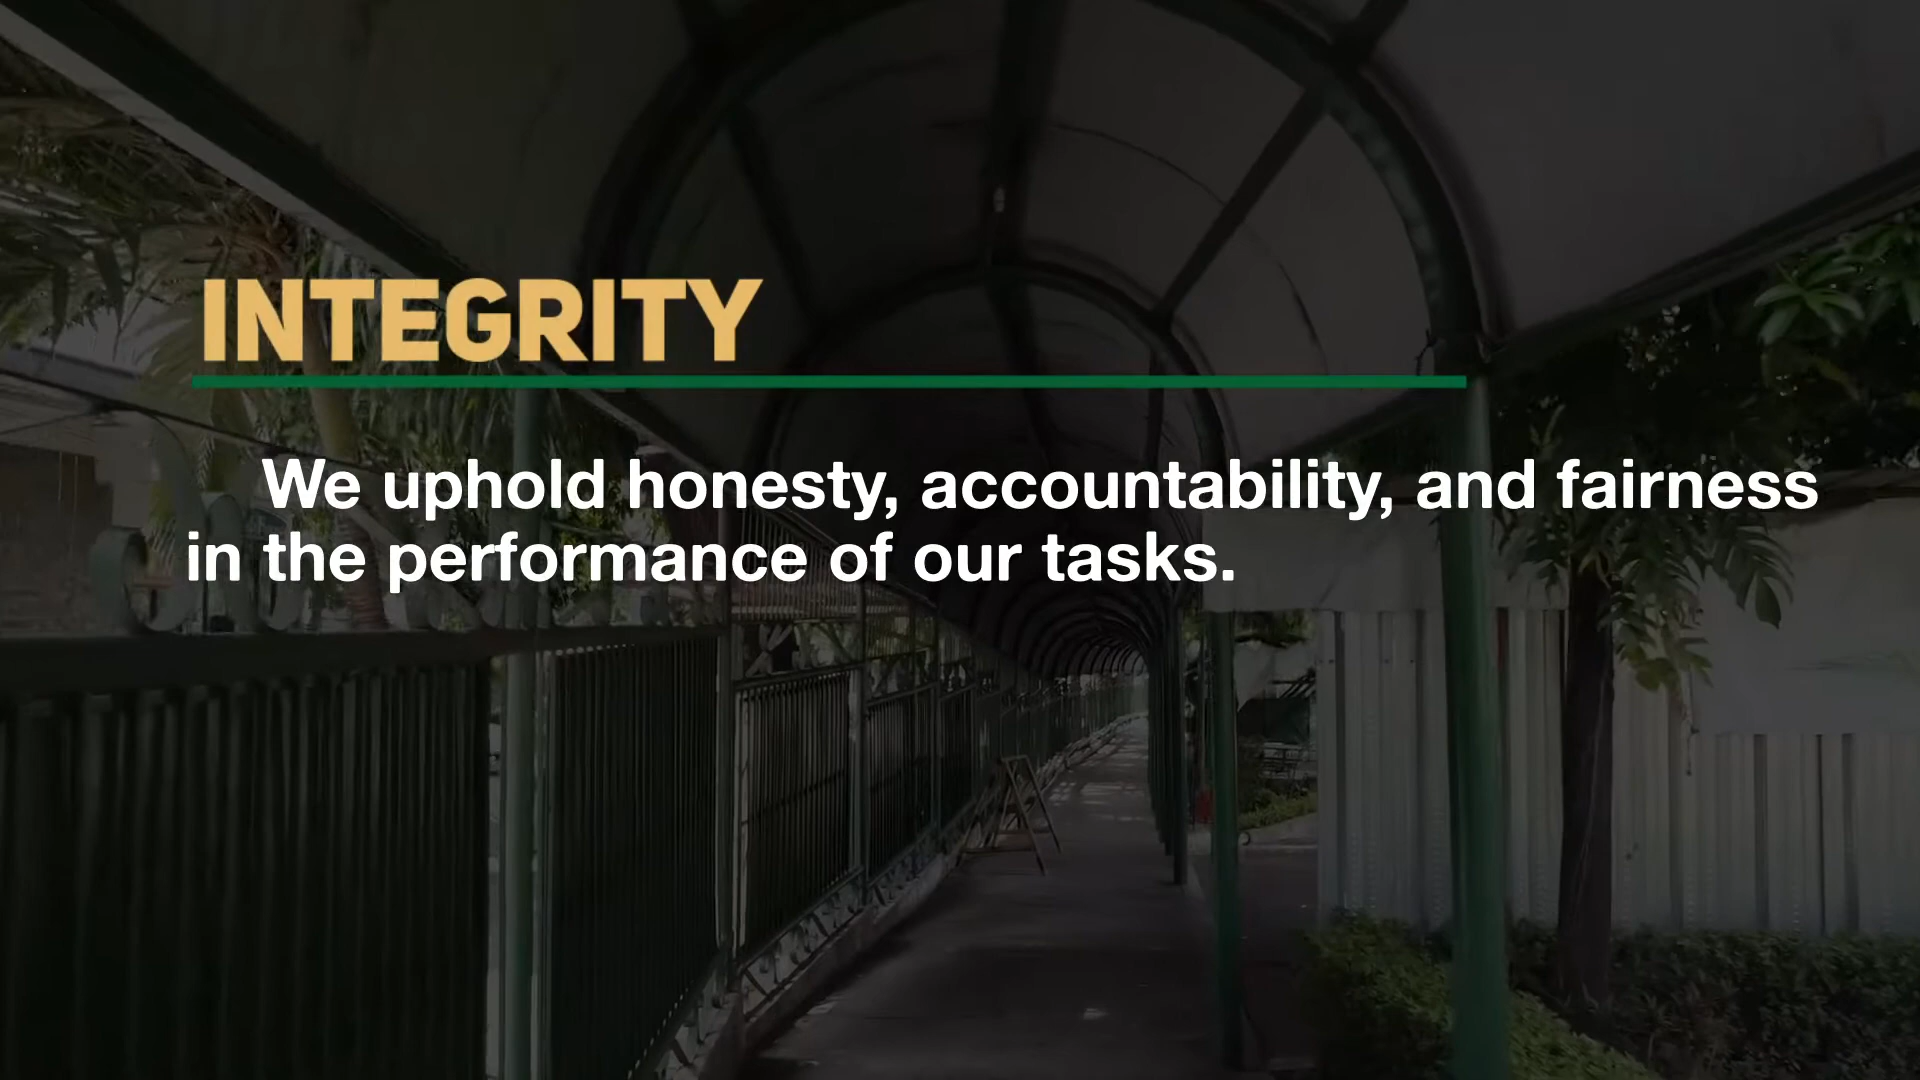 INTEGRITY
We uphold honesty, accountability, and fairness
in the performance of our tasks.